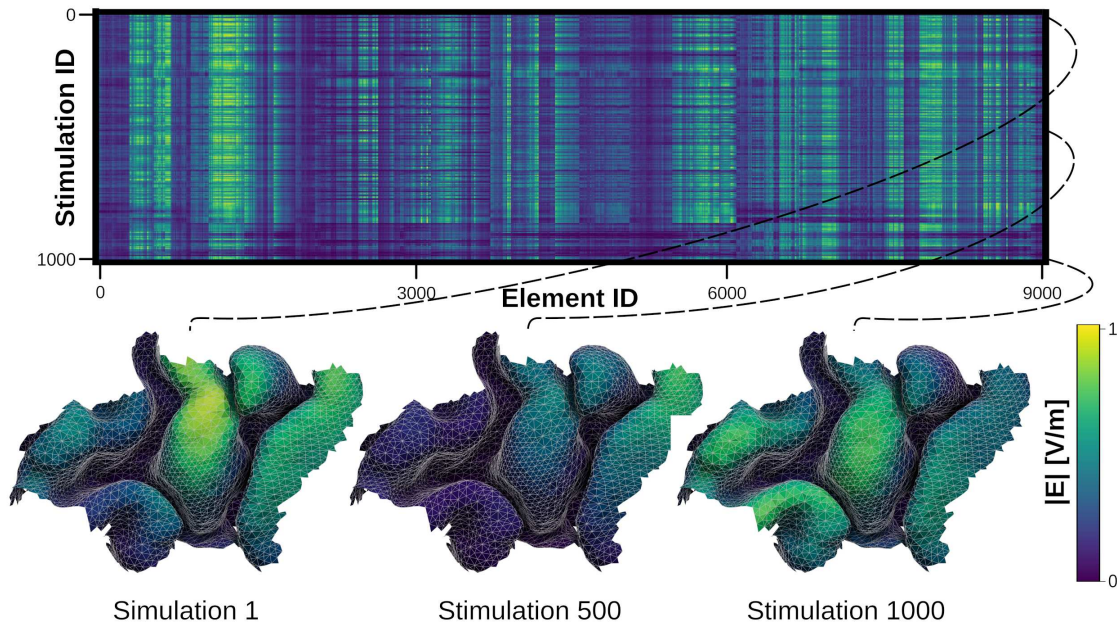 0
Stimulation ID
1000
0 3000 6000 9000
Element ID
1
|E| [V/m]
0
Simulation 1 Stimulation 500 Stimulation 1000